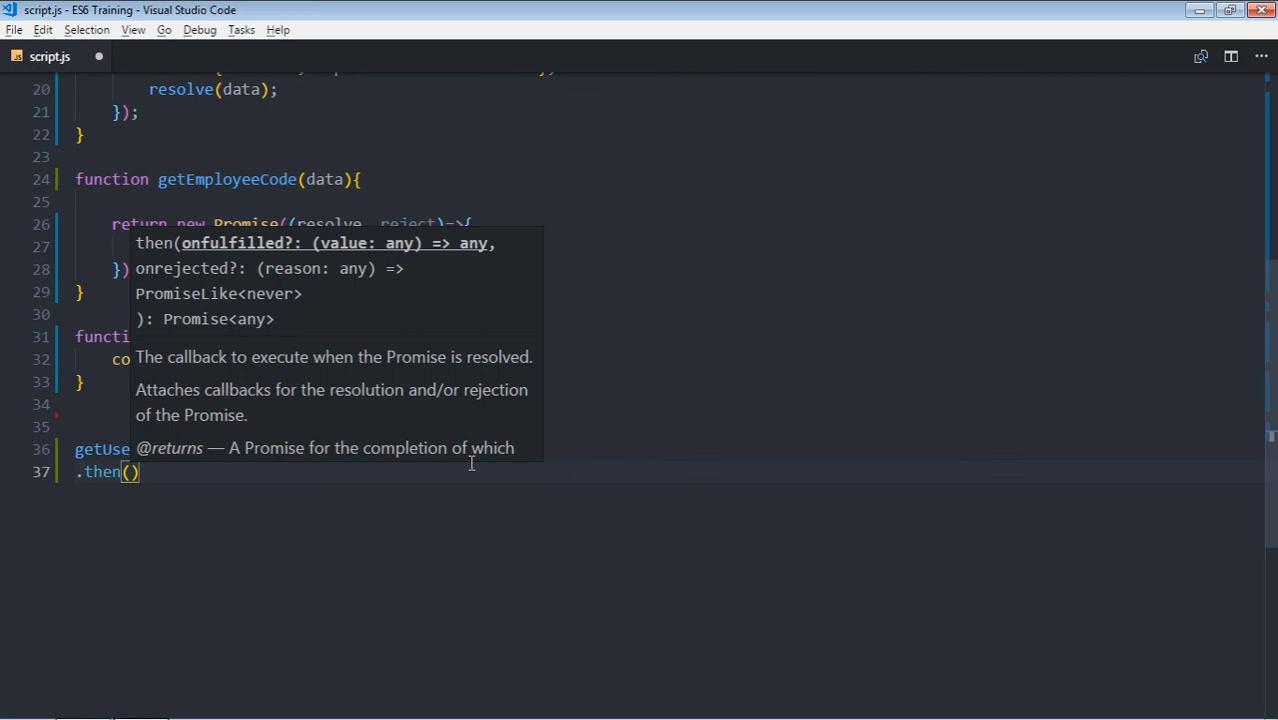 script.js - ES6 Training - Visual Studio Code
File Edit Selection View Go Debug Tasks Help
JS script.js
20 resolve(data);
21 });
22 }
23
24 function getEmployeeCode(data){
25
26 return new Promise((resolve, reject)=>{
27
28 })
29 }
30
31 functi
32 co
33 }
34
35
36 getUse
37 .then()
then(onfulfilled?: (value: any) => any,
onrejected?: (reason: any) =>
PromiseLike<never>
): Promise<any>
The callback to execute when the Promise is resolved.
Attaches callbacks for the resolution and/or rejection
of the Promise.
@returns — A Promise for the completion of which